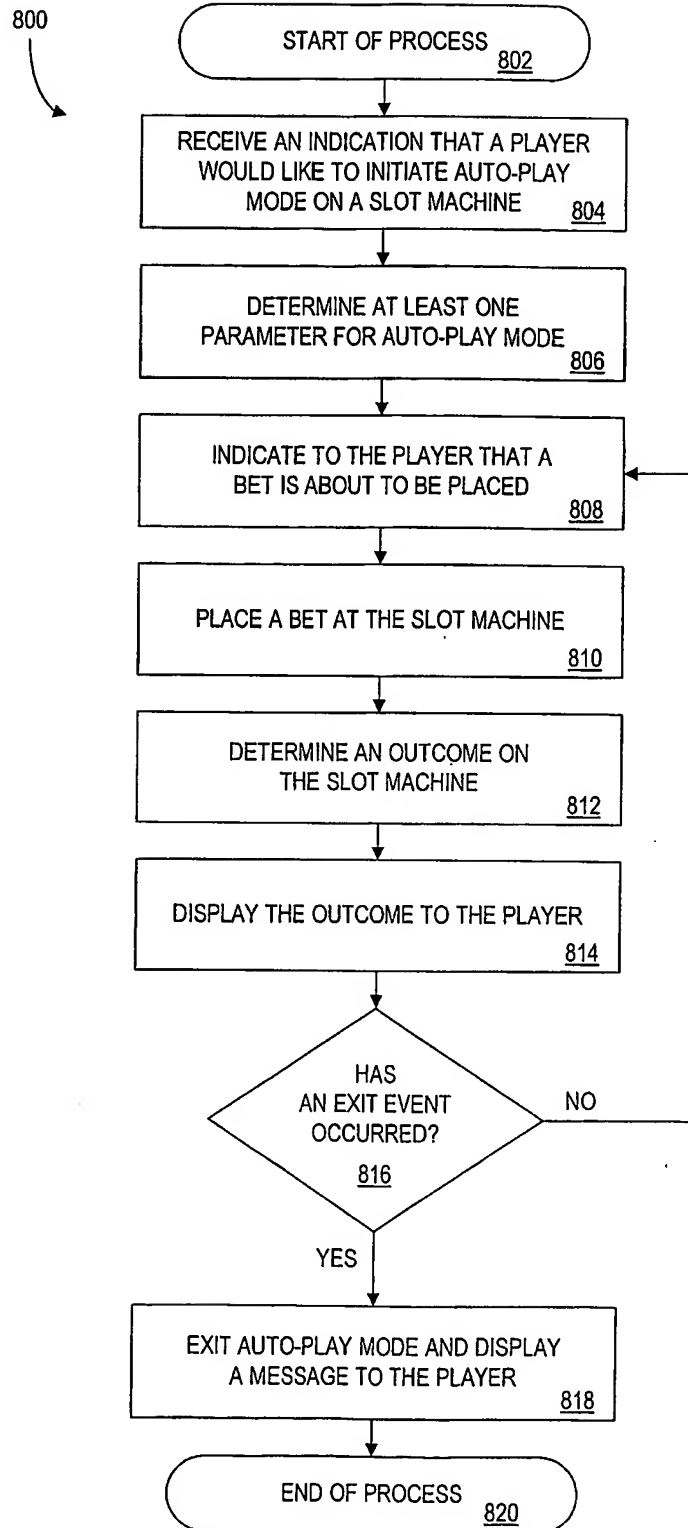 800
START OF PROCESS
802
RECEIVE AN INDICATION THAT A PLAYER
WOULD LIKE TO INITIATE AUTO-PLAY
MODE ON A SLOT MACHINE
804
DETERMINE AT LEAST ONE
PARAMETER FOR AUTO-PLAY MODE
806
INDICATE TO THE PLAYER THAT A
BET IS ABOUT TO BE PLACED
808
PLACE A BET AT THE SLOT MACHINE
810
DETERMINE AN OUTCOME ON
THE SLOT MACHINE
812
DISPLAY THE OUTCOME TO THE PLAYER
814
HAS
AN EXIT EVENT
OCCURRED?
816
NO
YES
EXIT AUTO-PLAY MODE AND DISPLAY
A MESSAGE TO THE PLAYER
818
END OF PROCESS
820